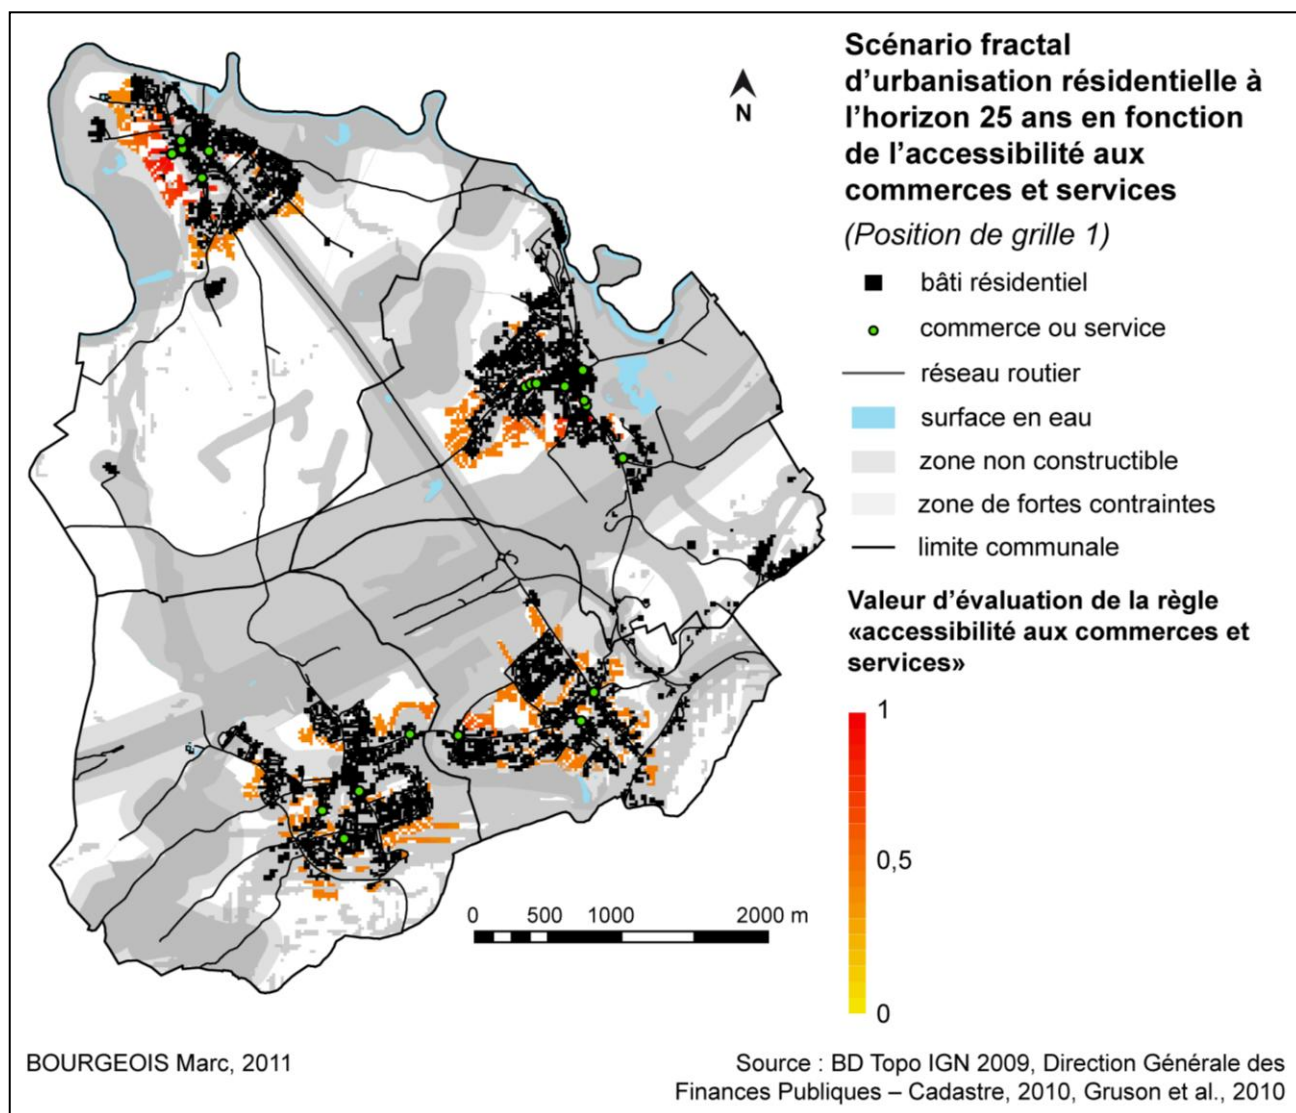 Scénario fractal
d’urbanisation résidentielle à
l’horizon 25 ans en fonction
de l’accessibilité aux
commerces et services
(Position de grille 1)
N
bâti résidentiel
commerce ou service
réseau routier
surface en eau
zone non constructible
zone de fortes contraintes
limite communale
Valeur d’évaluation de la règle
«accessibilité aux commerces et
services»
1
0,5
0
0 500 1000 2000 m
BOURGEOIS Marc, 2011
Source : BD Topo IGN 2009, Direction Générale des
Finances Publiques – Cadastre, 2010, Gruson et al., 2010